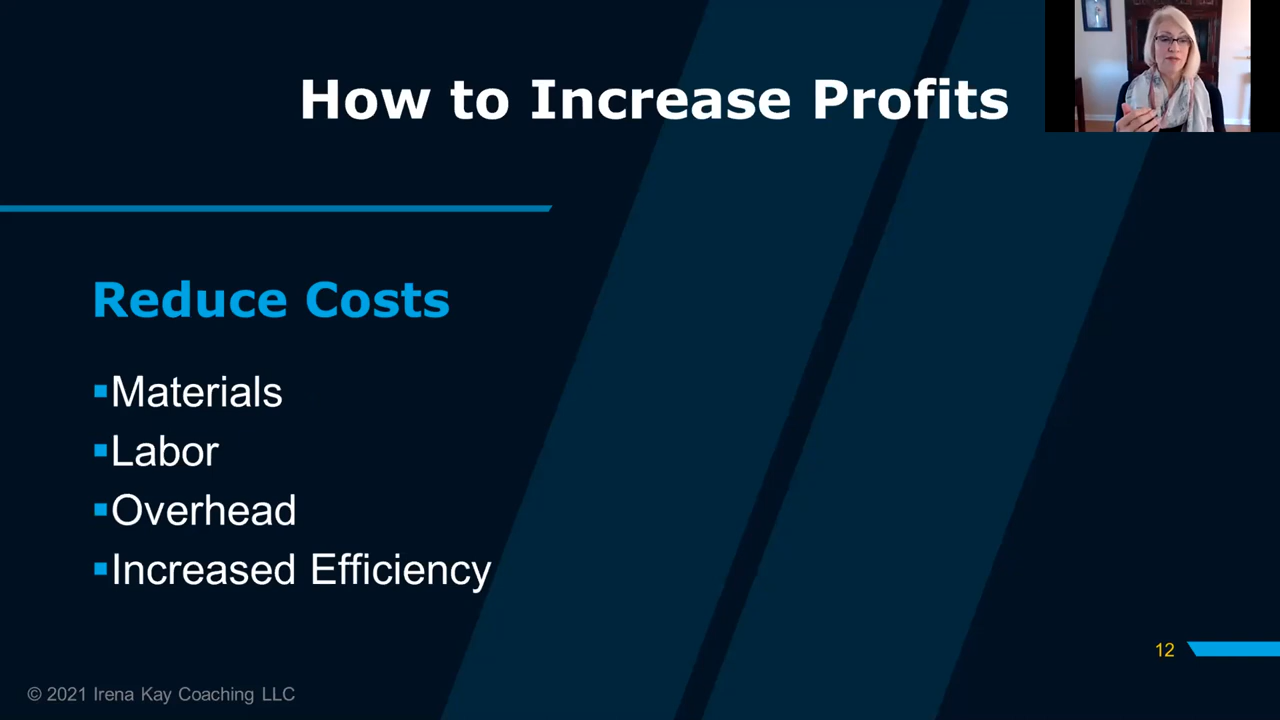 How to Increase Profits
Reduce Costs
▪Materials
▪Labor
▪Overhead
▪Increased Efficiency
12
© 2021 Irena Kay Coaching LLC